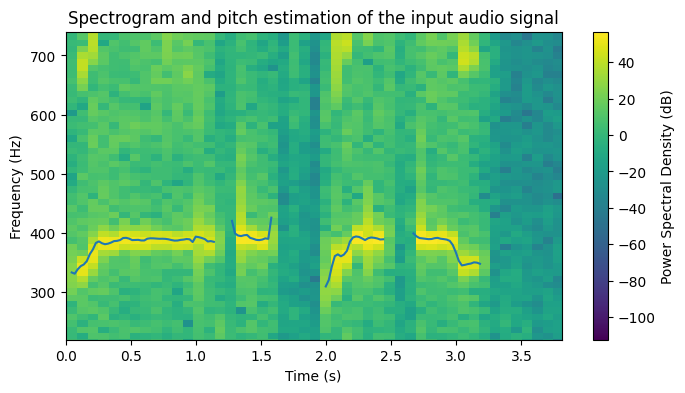 Spectrogram and pitch estimation of the input audio signal
Frequency (Hz)
700
600
500
400
300
0.0 0.5 1.0 1.5 2.0 2.5 3.0 3.5
Time (s)
40
20
0
−20
−40
−60
−80
−100
Power Spectral Density (dB)